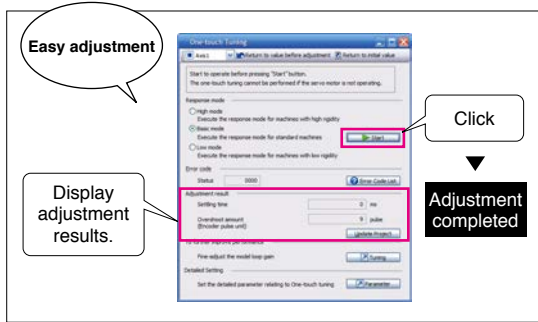 Easy adjustment
One-touch Tuning
Axis1 Return to value before adjustment Return to initial value
Start to operate before pressing "Start" button.
The one-touch tuning cannot be performed if the servo motor is not operating.
Response mode
High mode
Execute the response mode for machines with high rigidity
Basic mode
Execute the response mode for standard machines
Start
Low mode
Execute the response mode for machines with low rigidity
Error code
Status 0000 Error Code List
Adjustment result
Settling time 0 ms
Overshoot amount 9 pulse
(Encoder pulse unit)
Update Project
To further improve performance
Fine-adjust the model loop gain Tuning
Detailed Setting
Set the detailed parameter relating to One-touch tuning Parameter
Click
Adjustment
completed
Display
adjustment
results.